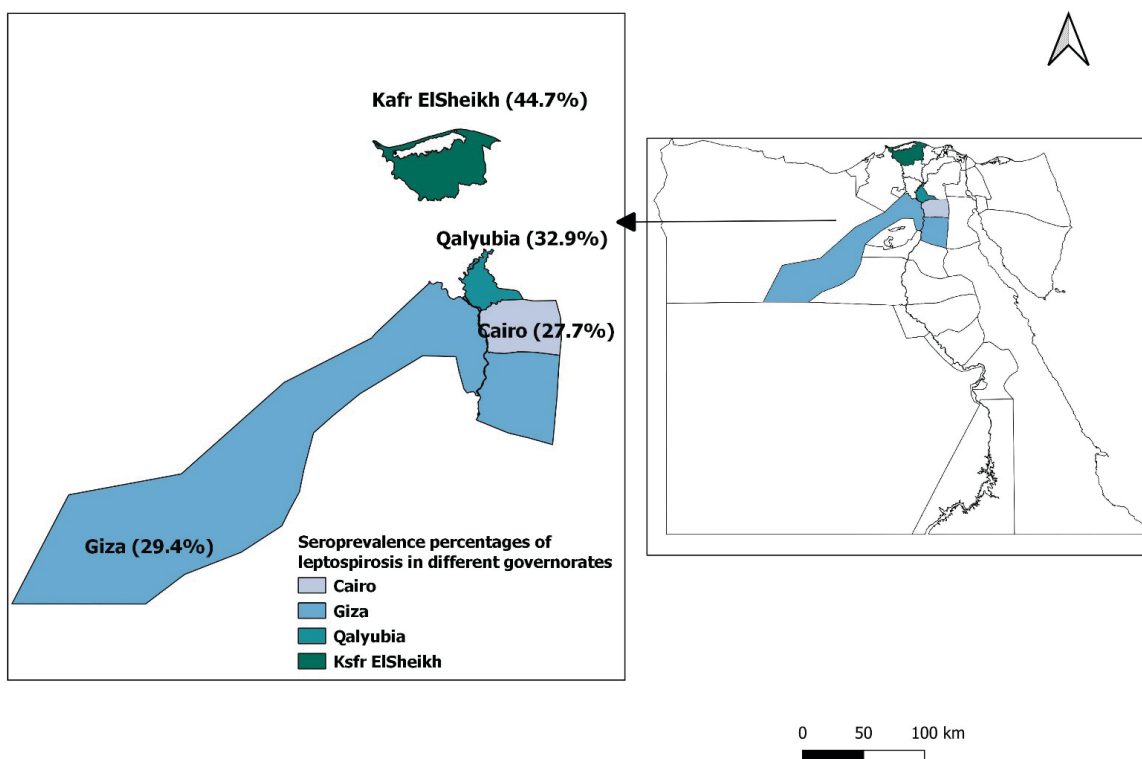 Kafr ElSheikh (44.7%)
Qalyubia (32.9%)
Cairo (27.7%)
Giza (29.4%)
Seroprevalence percentages of
leptospirosis in different governorates
Cairo
Giza
Qalyubia
Ksfr ElSheikh
0 50 100 km